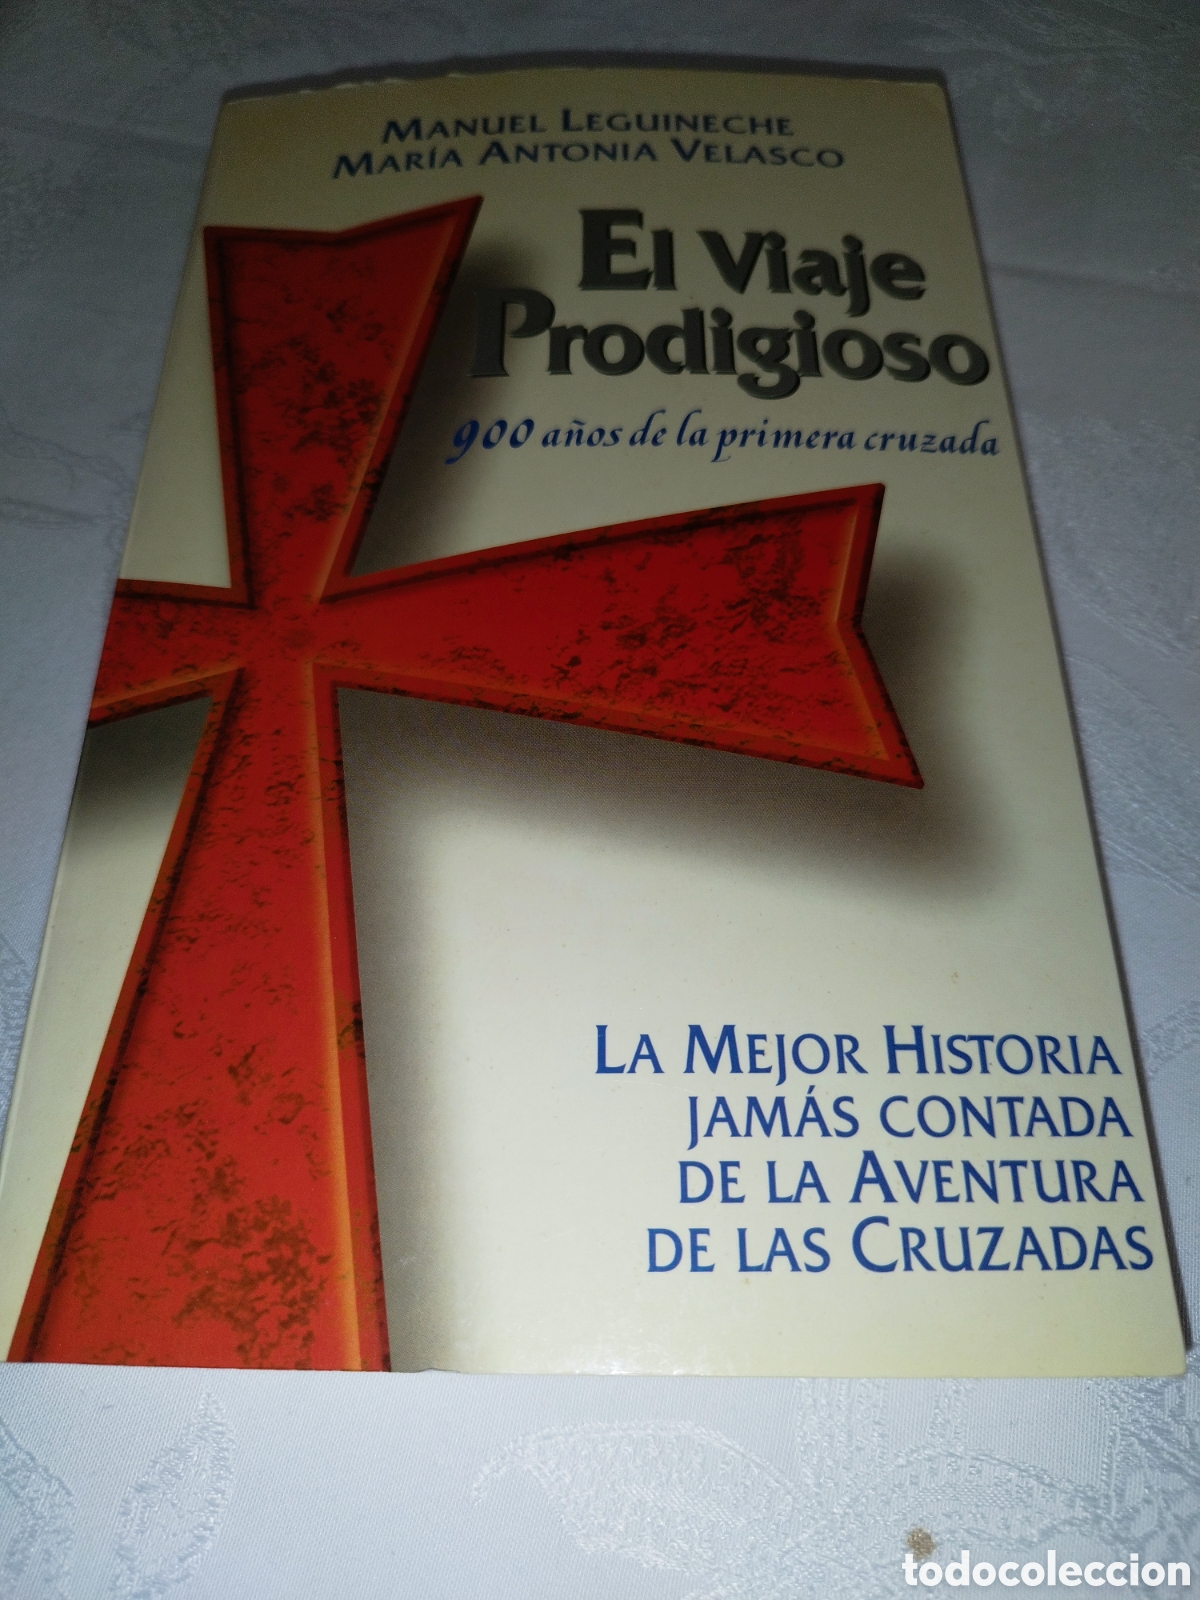 MANUEL LEGUINECHE
MARÍA ANTONIA VELASCO
El Viaje
Prodigioso
900 años de la primera cruzada
LA MEJOR HISTORIA
JAMÁS CONTADA
DE LA AVENTURA
DE LAS CRUZADAS
todocoleccion